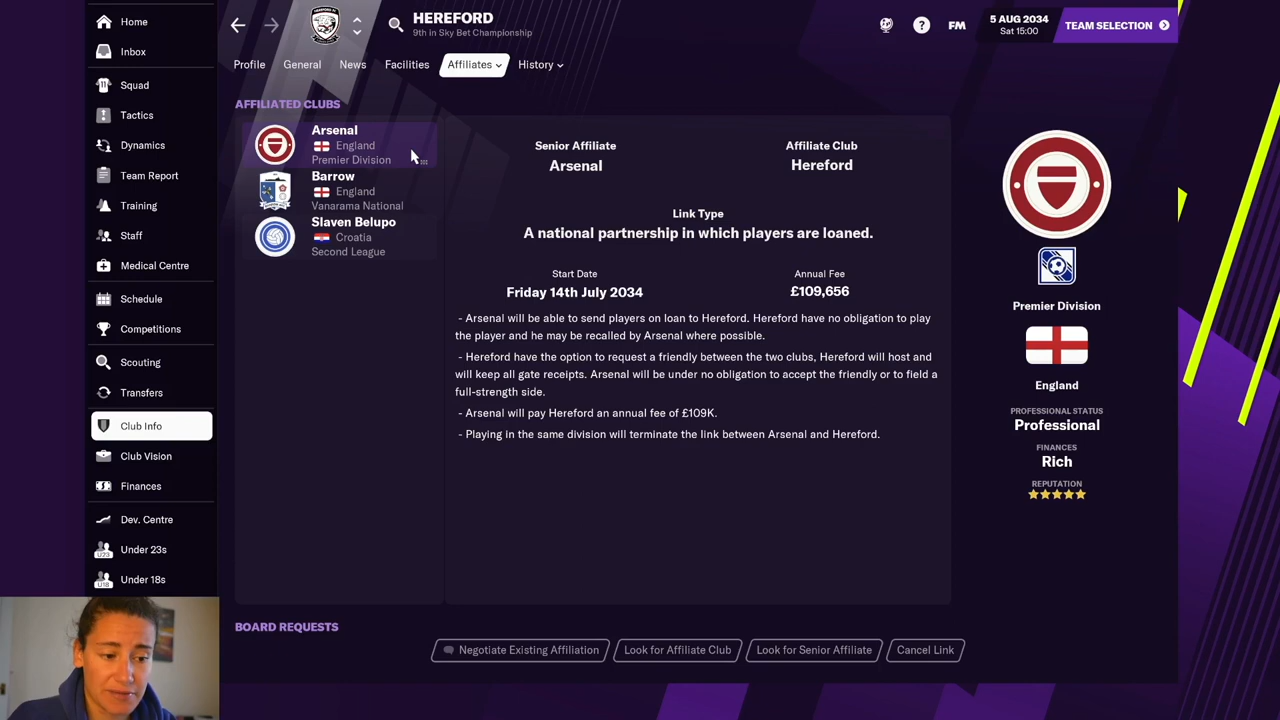 Home
Inbox
Squad
Tactics
Dynamics
Team Report
Training
Staff
Medical Centre
Schedule
Competitions
Scouting
Transfers
Club Info
Club Vision
Finances
Dev. Centre
U23
Under 23s
U18
Under 18s
HEREFORD
9th in Sky Bet Championship
FM
5 AUG 2034
Sat 15:00
TEAM SELECTION
Profile
General
News
Facilities
Affiliates
History
AFFILIATED CLUBS
Arsenal
England
Premier Division
Barrow
England
Vanarama National
Slaven Belupo
Croatia
Second League
Senior Affiliate
Arsenal
Affiliate Club
Hereford
Link Type
A national partnership in which players are loaned.
Start Date
Friday 14th July 2034
Annual Fee
£109,656
- Arsenal will be able to send players on loan to Hereford. Hereford have no obligation to play
the player and he may be recalled by Arsenal where possible.
- Hereford have the option to request a friendly between the two clubs, Hereford will host and
will keep all gate receipts. Arsenal will be under no obligation to accept the friendly or to field a
full-strength side.
- Arsenal will pay Hereford an annual fee of £109K.
- Playing in the same division will terminate the link between Arsenal and Hereford.
Premier Division
England
PROFESSIONAL STATUS
Professional
FINANCES
Rich
REPUTATION
BOARD REQUESTS
Negotiate Existing Affiliation
Look for Affiliate Club
Look for Senior Affiliate
Cancel Link